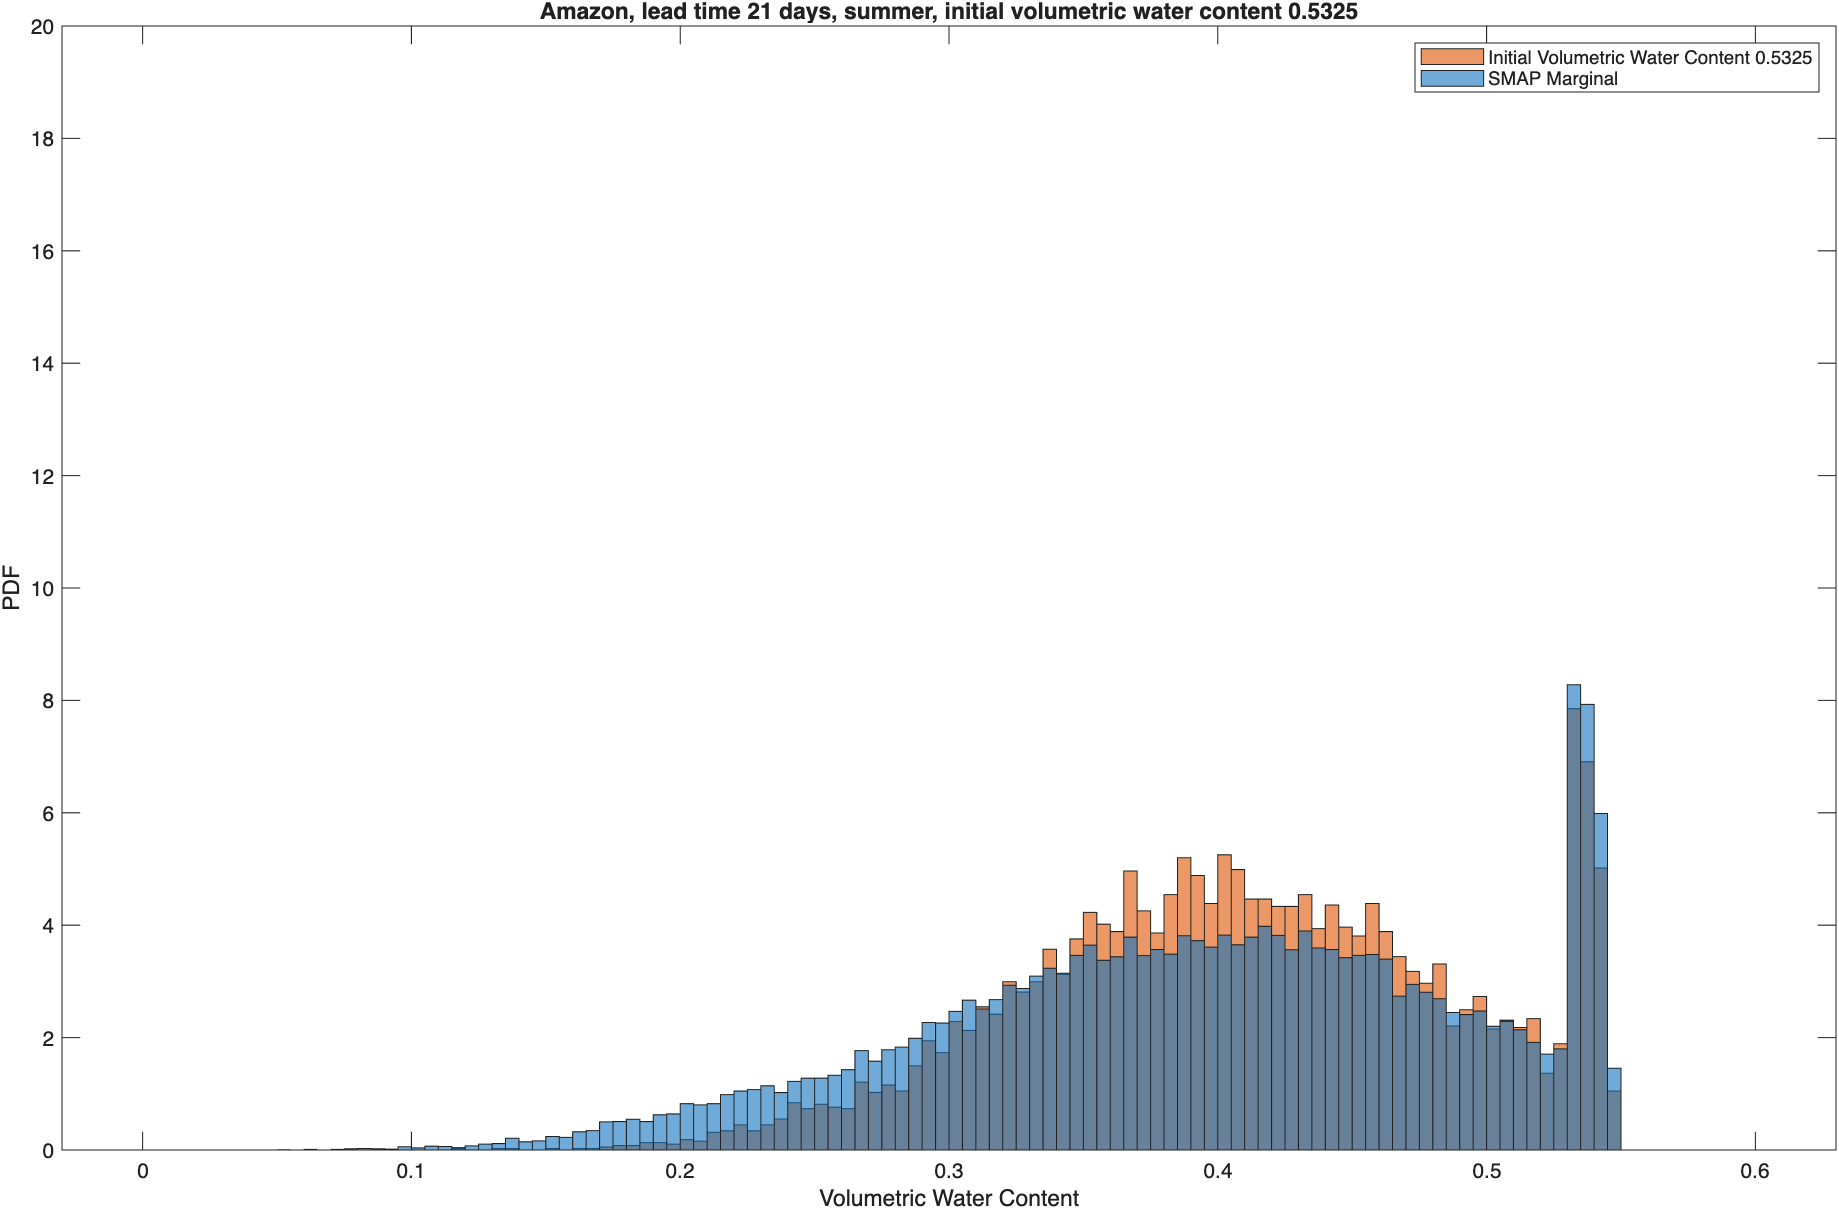 Amazon, lead time 21 days, summer, initial volumetric water content 0.5325
20
18
16
14
12
10
8
6
4
2
0
PDF
Initial Volumetric Water Content 0.5325
SMAP Marginal
0 0.1 0.2 0.3 0.4 0.5 0.6
Volumetric Water Content